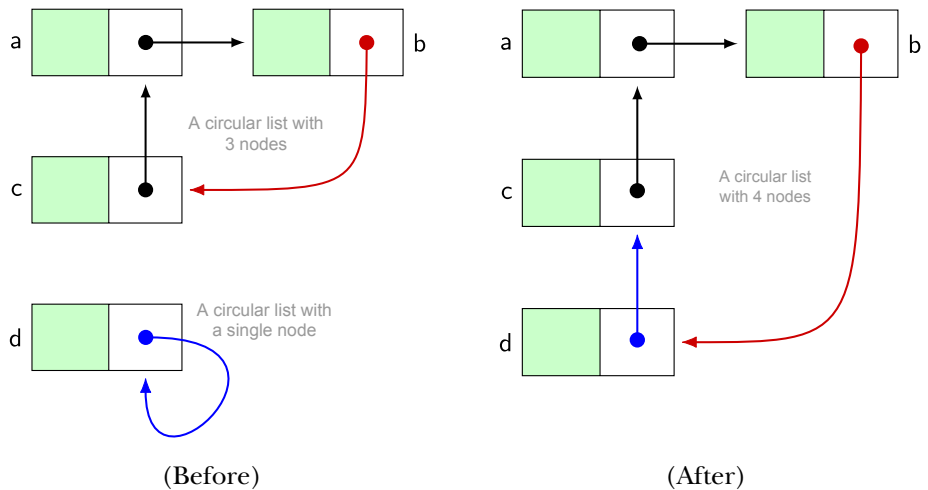 a
b
A circular list with
3 nodes
c
A circular list with
a single node
d
(Before)
a
b
A circular list
with 4 nodes
c
d
(After)